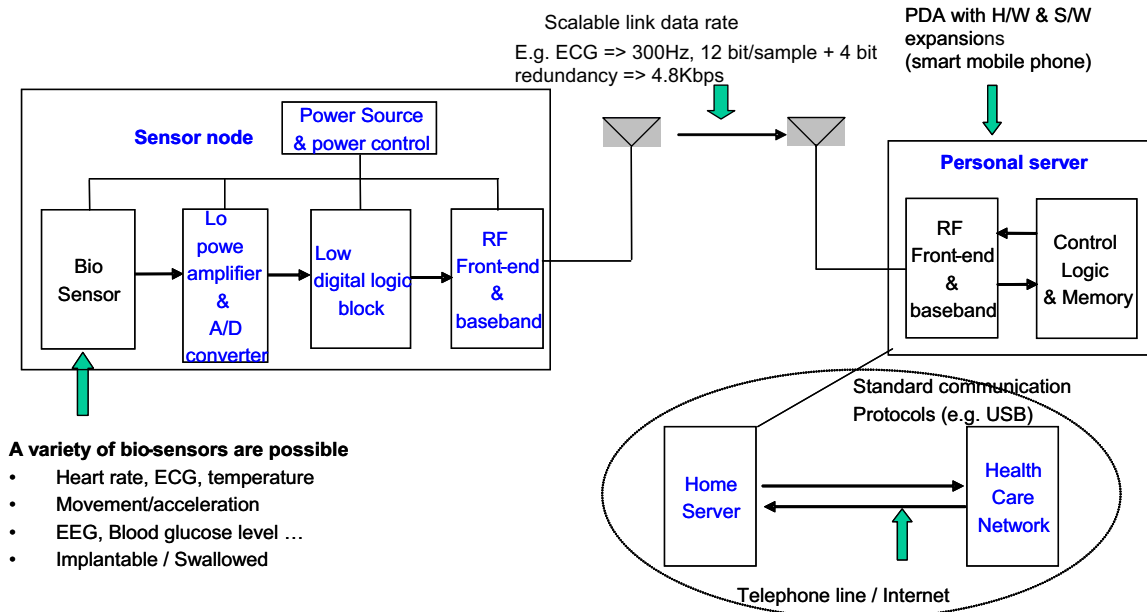 Scalable link data rate
E.g. ECG => 300Hz, 12 bit/sample + 4 bit
redundancy => 4.8Kbps
PDA with H/W & S/W
expansions
(smart mobile phone)
Sensor node
Power Source
& power control
Bio
Sensor
Lo
powe
amplifier
&
A/D
converter
Low
digital logic
block
RF
Front-end
&
baseband
Personal server
RF
Front-end
&
baseband
Control
Logic
& Memory
A variety of bio-sensors are possible
• Heart rate, ECG, temperature
• Movement/acceleration
• EEG, Blood glucose level …
• Implantable / Swallowed
Standard communication
Protocols (e.g. USB)
Home
Server
Health
Care
Network
Telephone line / Internet